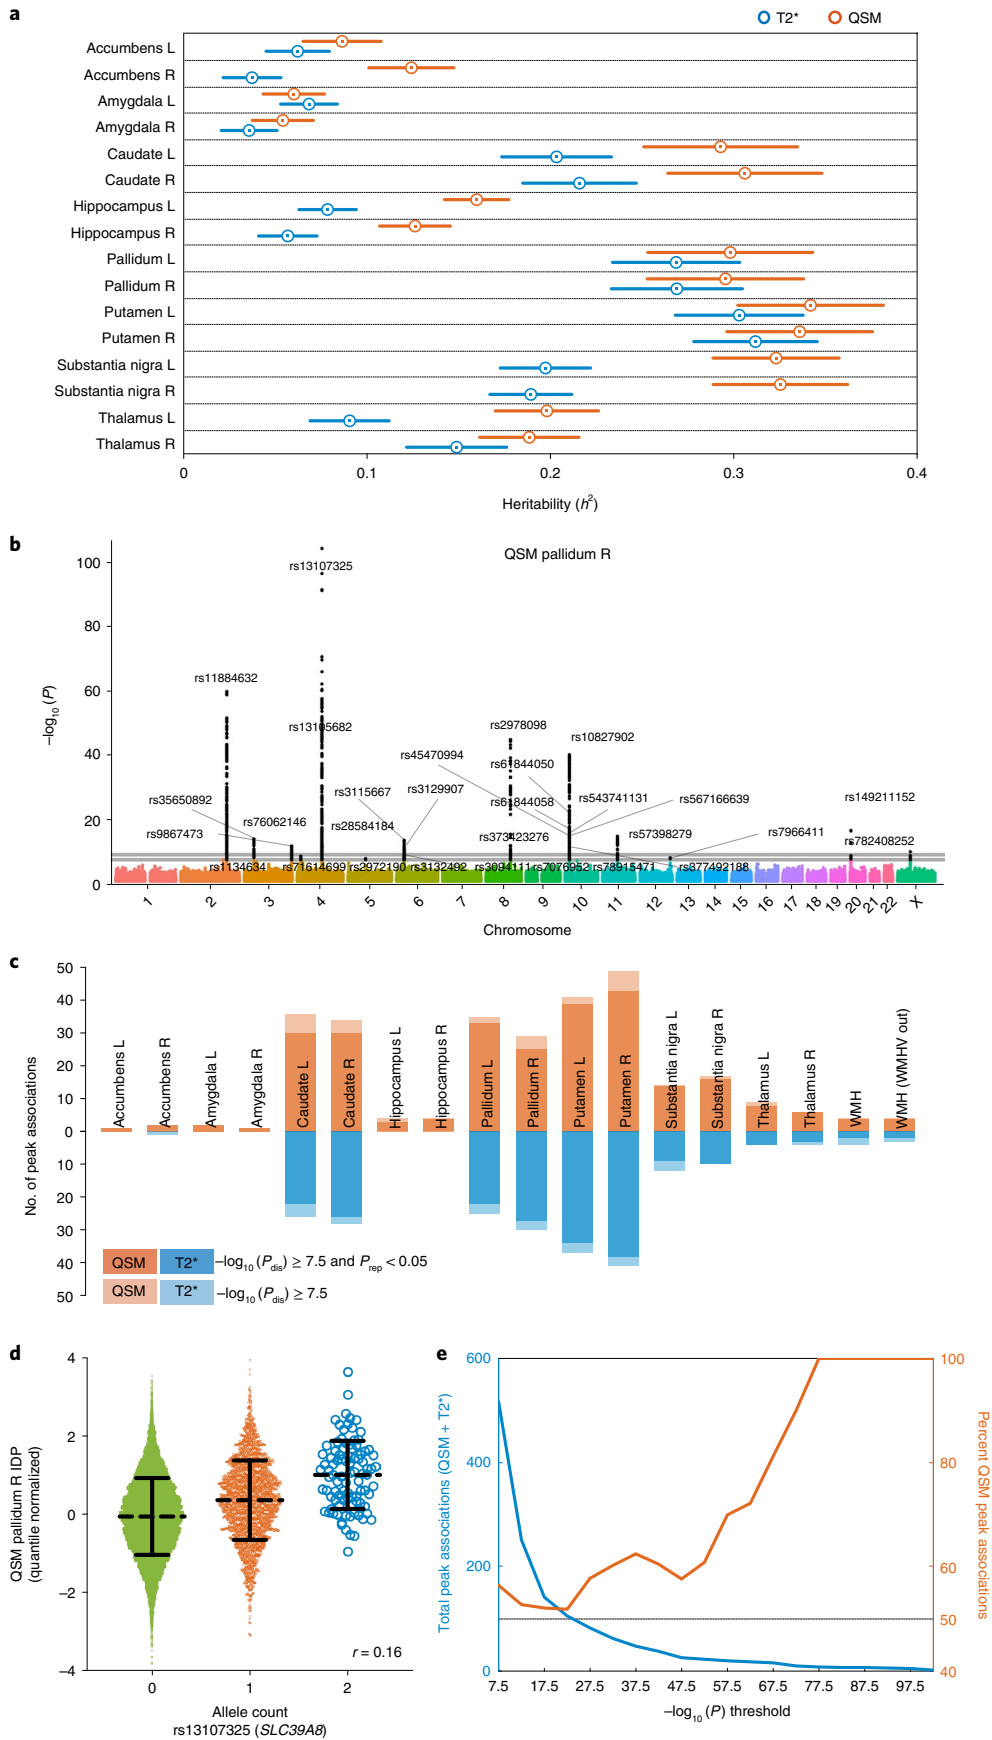 a
T2* QSM
Accumbens L
Accumbens R
Amygdala L
Amygdala R
Caudate L
Caudate R
Hippocampus L
Hippocampus R
Pallidum L
Pallidum R
Putamen L
Putamen R
Substantia nigra L
Substantia nigra R
Thalamus L
Thalamus R
0 0.1 0.2 0.3 0.4
Heritability (h²)
b
QSM pallidum R
–log₁₀ (P)
100
80
60
40
20
0
rs13107325
rs11884632
rs13105682
rs2978098
rs10827902
rs45470994
rs61844050
rs35650892
rs3115667
rs3129907
rs61844058
rs543741131
rs567166639
rs149211152
rs9867473
rs76062146
rs28584184
rs373423276
rs57398279
rs7966411
rs782408252
rs1134634
rs71614699
rs2972190
rs3132492
rs3094111
rs7076952
rs78915471
rs377492188
1 2 3 4 5 6 7 8 9 10 11 12 13 14 15 16 17 18 19 20 21 22 X
Chromosome
c
No. of peak associations
50
40
30
20
10
0
10
20
30
40
50
Accumbens L
Accumbens R
Amygdala L
Amygdala R
Caudate L
Caudate R
Hippocampus L
Hippocampus R
Pallidum L
Pallidum R
Putamen L
Putamen R
Substantia nigra L
Substantia nigra R
Thalamus L
Thalamus R
WMH
WMH (WMHV out)
QSM T2* –log₁₀ (P_dis) ≥ 7.5 and P_rep < 0.05
QSM T2* –log₁₀ (P_dis) ≥ 7.5
d
QSM pallidum R IDP
(quantile normalized)
4
2
0
–2
–4
r = 0.16
0 1 2
Allele count
rs13107325 (SLC39A8)
e
Total peak associations (QSM + T2*)
600
400
200
0
100
80
60
50
40
Percent QSM peak associations
7.5 17.5 27.5 37.5 47.5 57.5 67.5 77.5 87.5 97.5
–log₁₀ (P) threshold